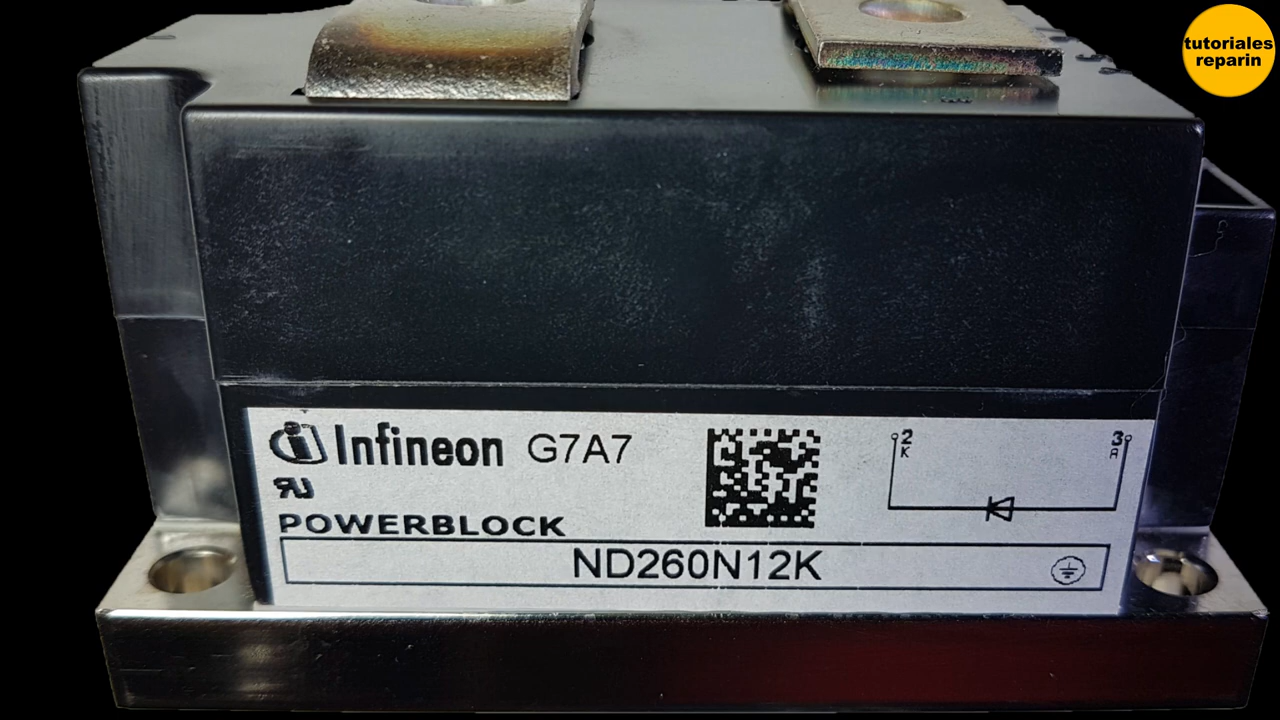 tutoriales
reparin
Infineon G7A7
POWERBLOCK
ND260N12K
2
K
3
A